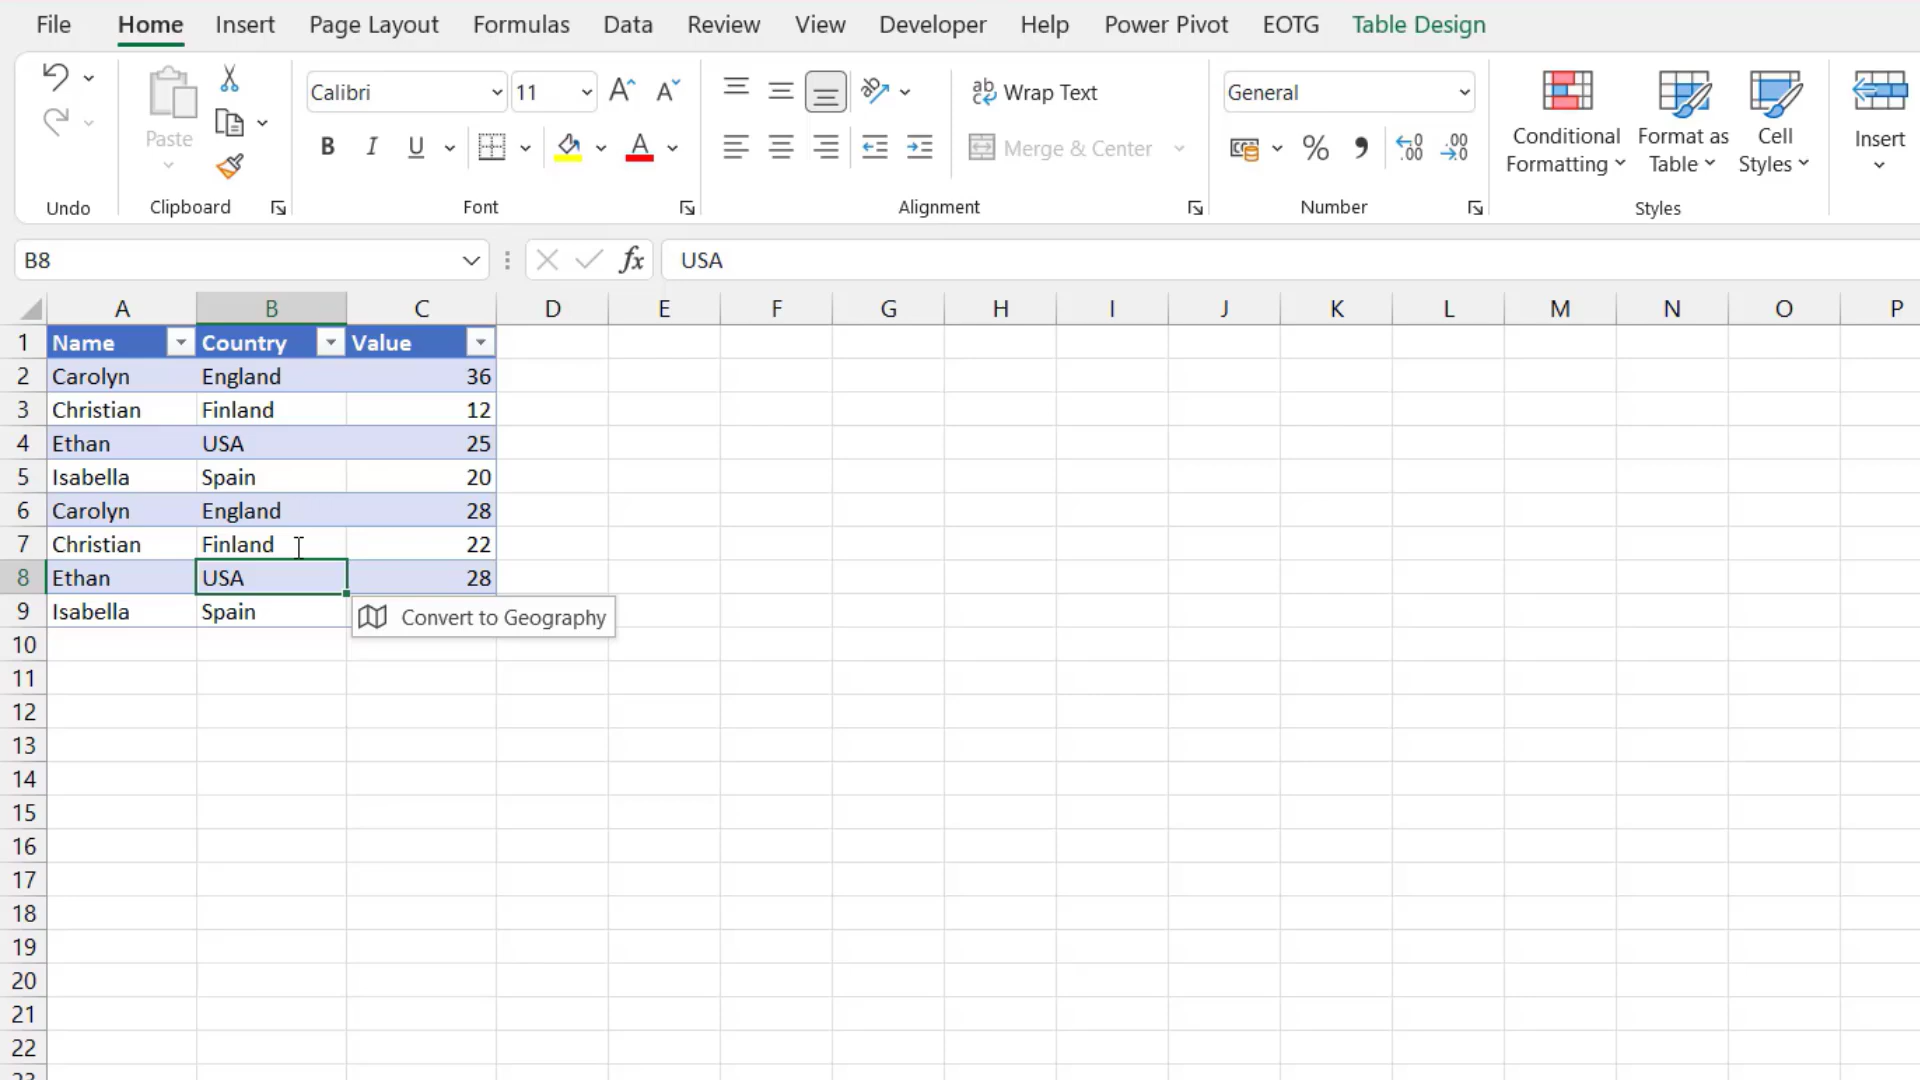 File Home Insert Page Layout Formulas Data Review View Developer Help Power Pivot EOTG Table Design
Calibri 11 A A ab Wrap Text General
Paste B I U A Merge & Center % Conditional Formatting Format as Table Cell Styles Insert
Undo Clipboard Font Alignment Number Styles
B8 fx USA
A B C D E F G H I J K L M N O P
1 Name Country Value
2 Carolyn England 36
3 Christian Finland 12
4 Ethan USA 25
5 Isabella Spain 20
6 Carolyn England 28
7 Christian Finland 22
8 Ethan USA 28
9 Isabella Spain Convert to Geography
10
11
12
13
14
15
16
17
18
19
20
21
22